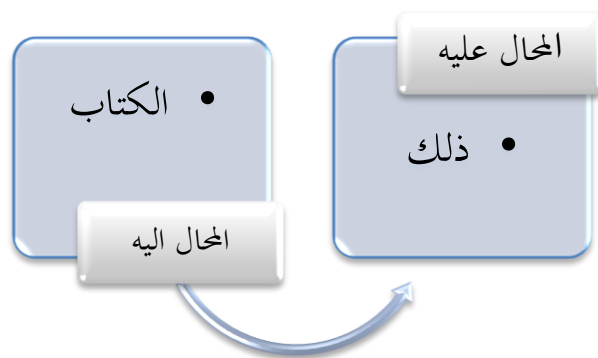 المحال عليه
• ذلك
• الكتاب
المحال اليه